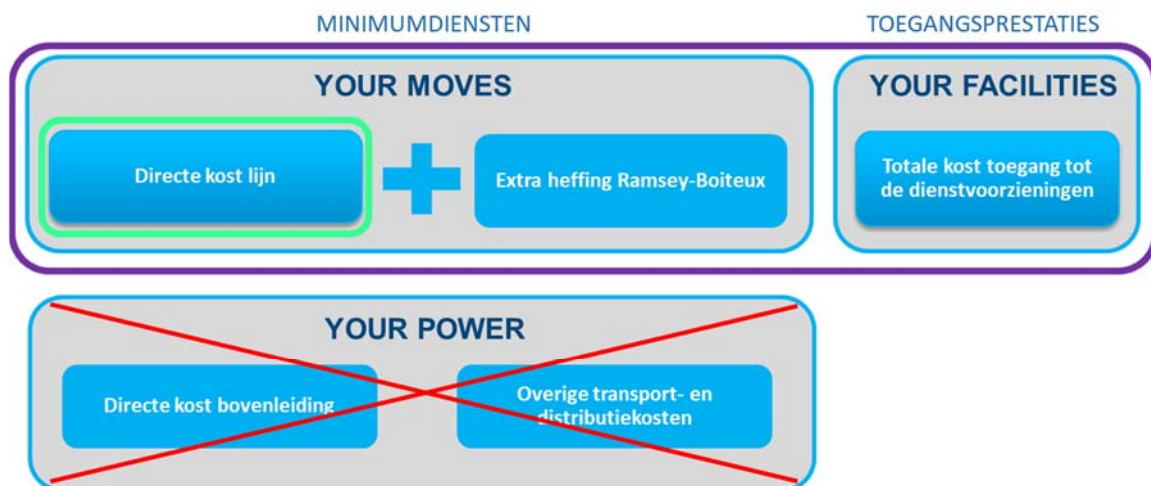 MINIMUMDIENSTEN
TOEGANGSPRESTATIES
YOUR MOVES
YOUR FACILITIES
Directe kost lijn
Extra heffing Ramsey-Boiteux
Totale kost toegang tot
de dienstvoorzieningen
YOUR POWER
Directe kost bovenleiding
Overige transport- en
distributiekosten